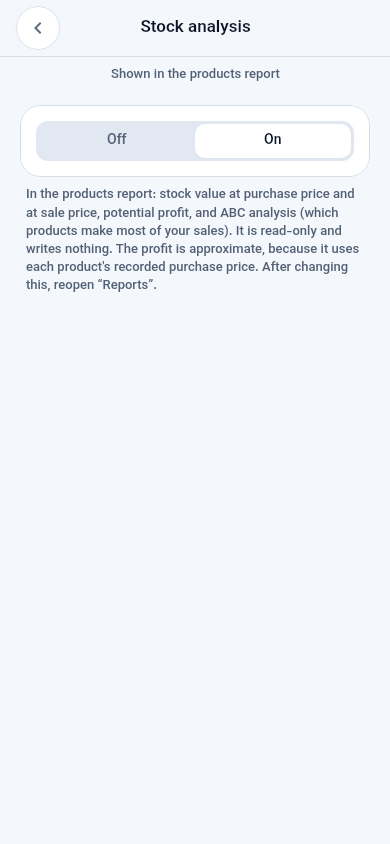 Stock analysis
Shown in the products report
Off
On
In the products report: stock value at purchase price and
at sale price, potential profit, and ABC analysis (which
products make most of your sales). It is read-only and
writes nothing. The profit is approximate, because it uses
each product's recorded purchase price. After changing
this, reopen “Reports”.